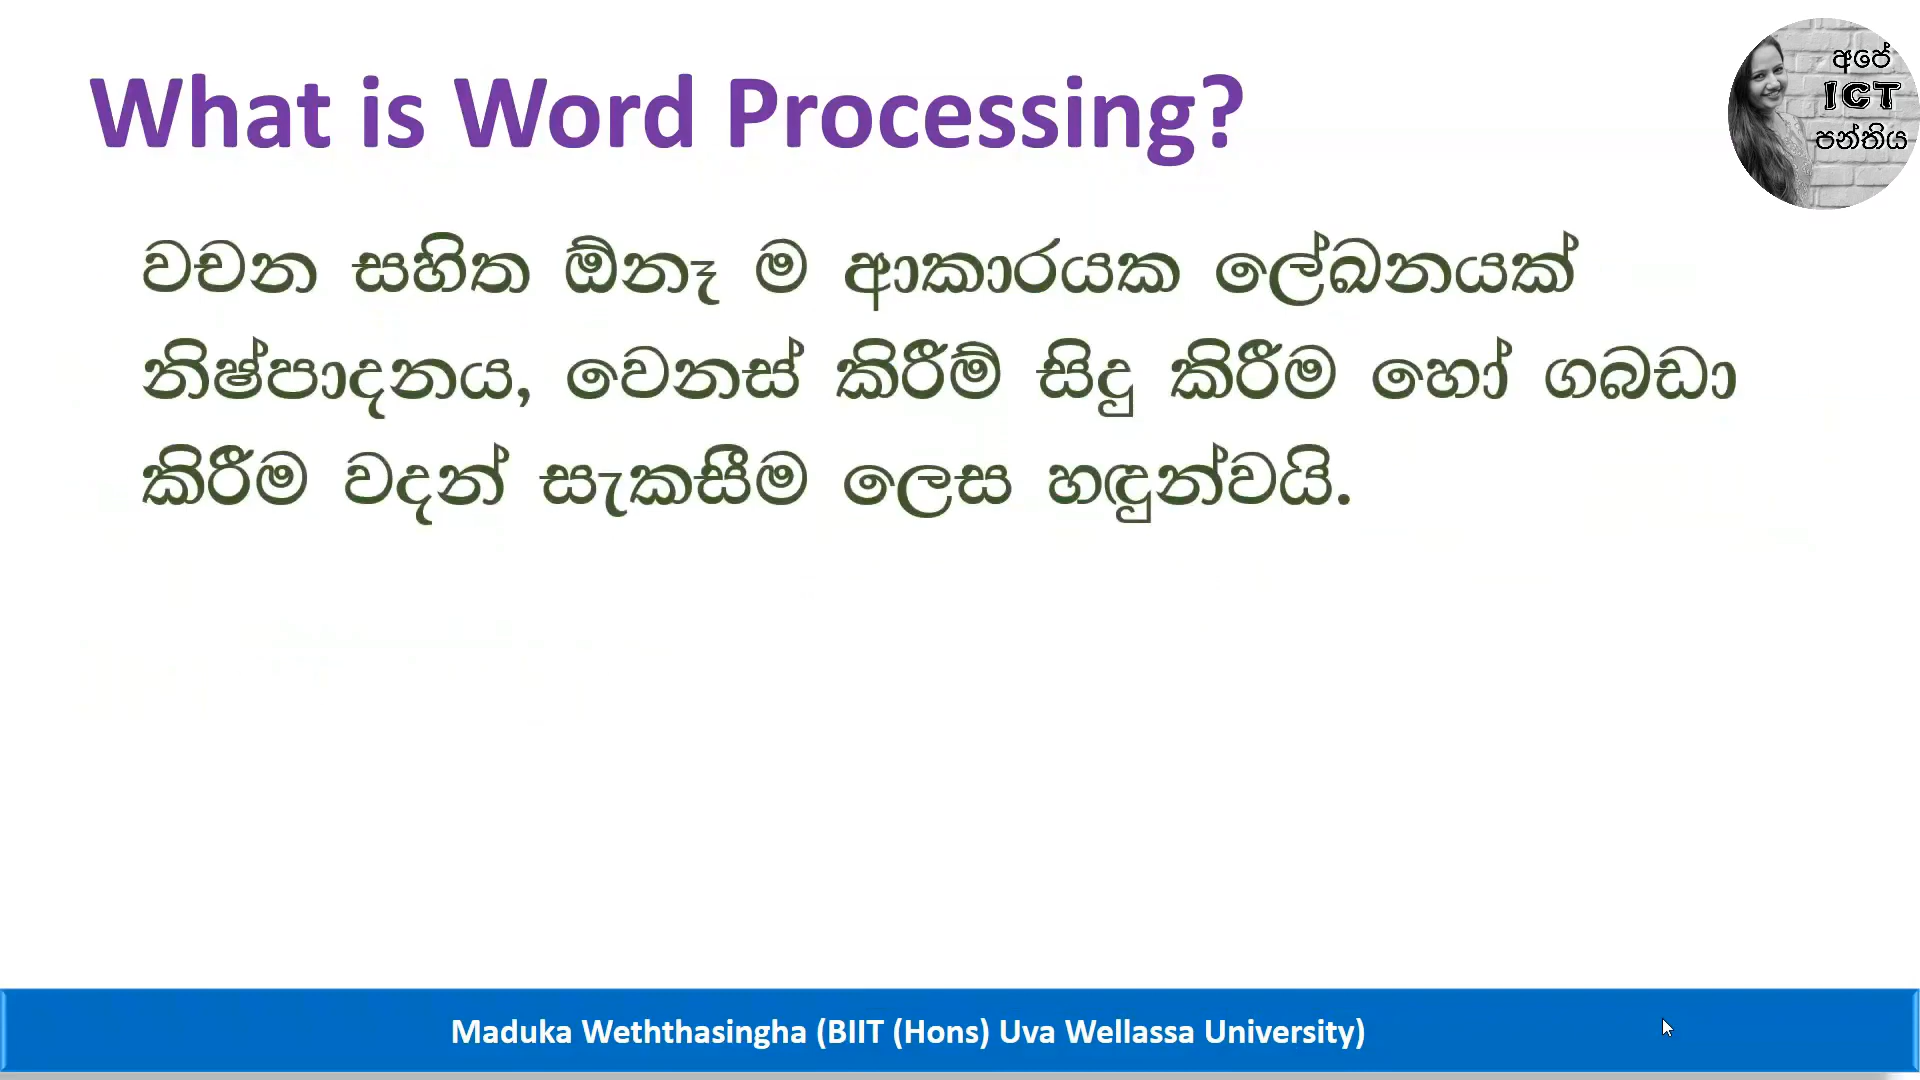 What is Word Processing?
අපේ
ICT
පන්තිය
වචන සහිත ඕනෑ ම ආකාරයක ලේඛනයක්
නිෂ්පාදනය, වෙනස් කිරීම් සිදු කිරීම හෝ ගබඩා
කිරීම වදන් සැකසීම ලෙස හඳුන්වයි.
Maduka Weththasingha (BIIT (Hons) Uva Wellassa University)